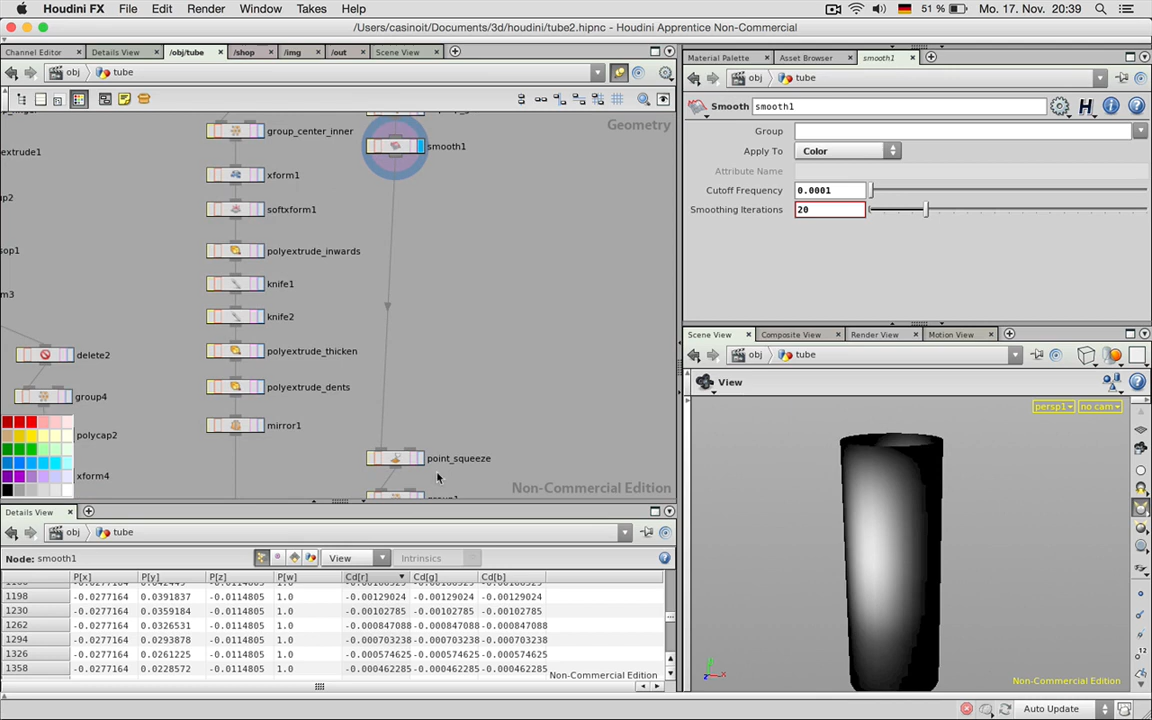 Houdini FX File Edit Render Window Takes Help 51 % Mo. 17. Nov. 20:39
/Users/casinoit/Documents/3d/houdini/tube2.hipnc - Houdini Apprentice Non-Commercial
Channel Editor Details View /obj/tube /shop /img /out Scene View
obj tube
Geometry
group_center_inner
smooth1
extrude1
xform1
softxform1
polyextrude_inwards
knife1
knife2
polyextrude_thicken
delete2
polyextrude_dents
group4
mirror1
polycap2
point_squeeze
xform4
Non-Commercial Edition
Details View
obj tube
Node: smooth1 View Intrinsics
P[x] P[y] P[z] P[w] Cd[r] Cd[g] Cd[b]
1198 -0.0277164 0.0391837 -0.0114805 1.0 -0.00129024 -0.00129024 -0.00129024
1230 -0.0277164 0.0359184 -0.0114805 1.0 -0.00102785 -0.00102785 -0.00102785
1262 -0.0277164 0.0326531 -0.0114805 1.0 -0.000847088 -0.000847088 -0.000847088
1294 -0.0277164 0.0293878 -0.0114805 1.0 -0.000703238 -0.000703238 -0.000703238
1326 -0.0277164 0.0261225 -0.0114805 1.0 -0.000574625 -0.000574625 -0.000574625
1358 -0.0277164 0.0228572 -0.0114805 1.0 -0.000462285 -0.000462285 -0.000462285
Non-Commercial Edition
Material Palette Asset Browser smooth1
obj tube
Smooth smooth1
Group
Apply To Color
Attribute Name
Cutoff Frequency 0.0001
Smoothing Iterations 20
Scene View Composite View Render View Motion View
obj tube
View
persp1 no cam
Non-Commercial Edition
Auto Update